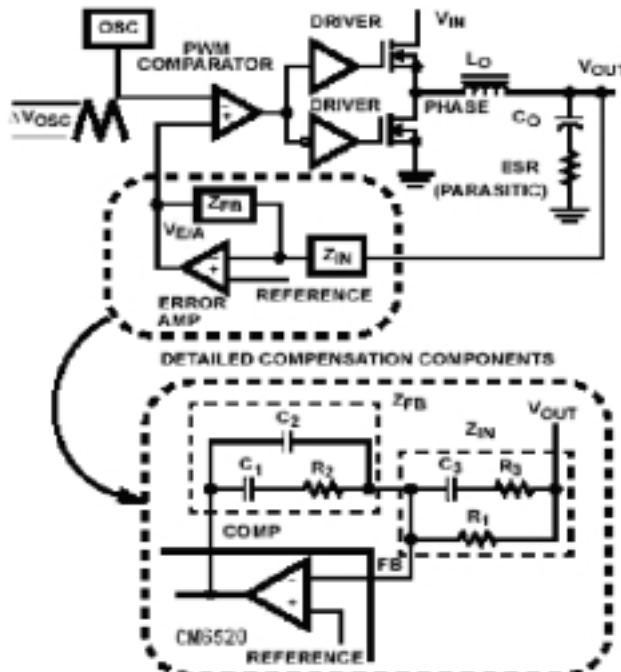 OSC
DRIVER
VIN
PWM
COMPARATOR
LO
VOUT
DRIVER
PHASE
ΔVOSC
CO
ESR
(PARASITIC)
ZFB
VE/A
ZIN
REFERENCE
ERROR
AMP
DETAILED COMPENSATION COMPONENTS
ZFB
VOUT
C2
ZIN
C1
R2
C3
R3
R1
COMP
FB
CM6520
REFERENCE